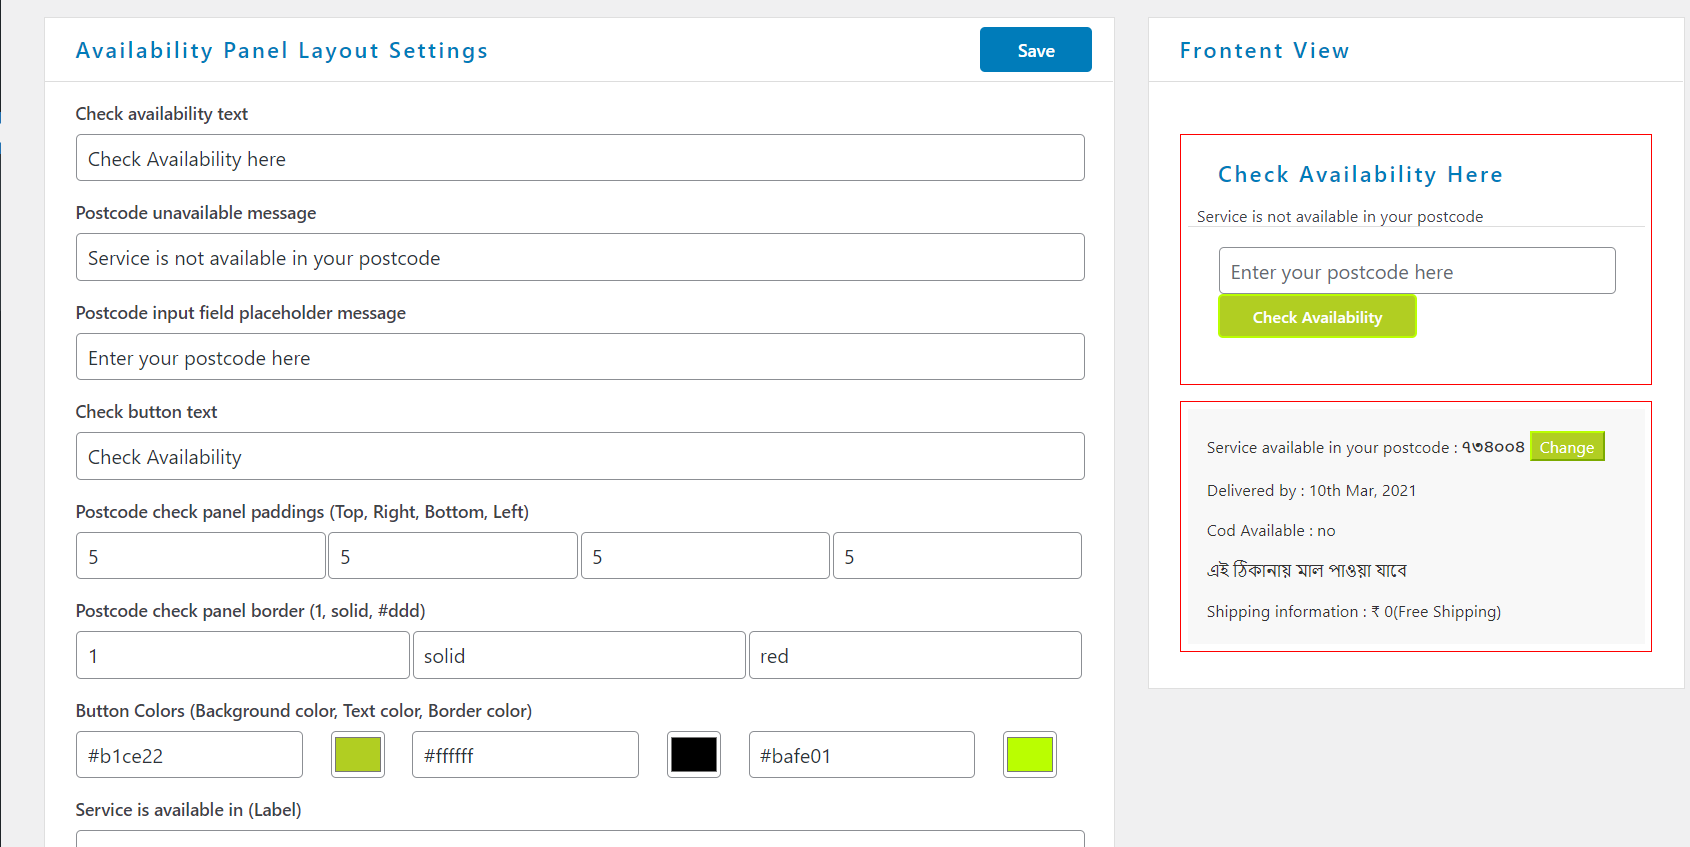 Availability Panel Layout Settings
Save
Check availability text
Check Availability here
Postcode unavailable message
Service is not available in your postcode
Postcode input field placeholder message
Enter your postcode here
Check button text
Check Availability
Postcode check panel paddings (Top, Right, Bottom, Left)
5 5 5 5
Postcode check panel border (1, solid, #ddd)
1 solid red
Button Colors (Background color, Text color, Border color)
#b1ce22 #ffffff #bafe01
Service is available in (Label)
Frontent View
Check Availability Here
Service is not available in your postcode
Enter your postcode here
Check Availability
Service available in your postcode : ৭৩৪০০৪ Change
Delivered by : 10th Mar, 2021
Cod Available : no
এই ঠিকানায় মাল পাওয়া যাবে
Shipping information : ₹ 0(Free Shipping)